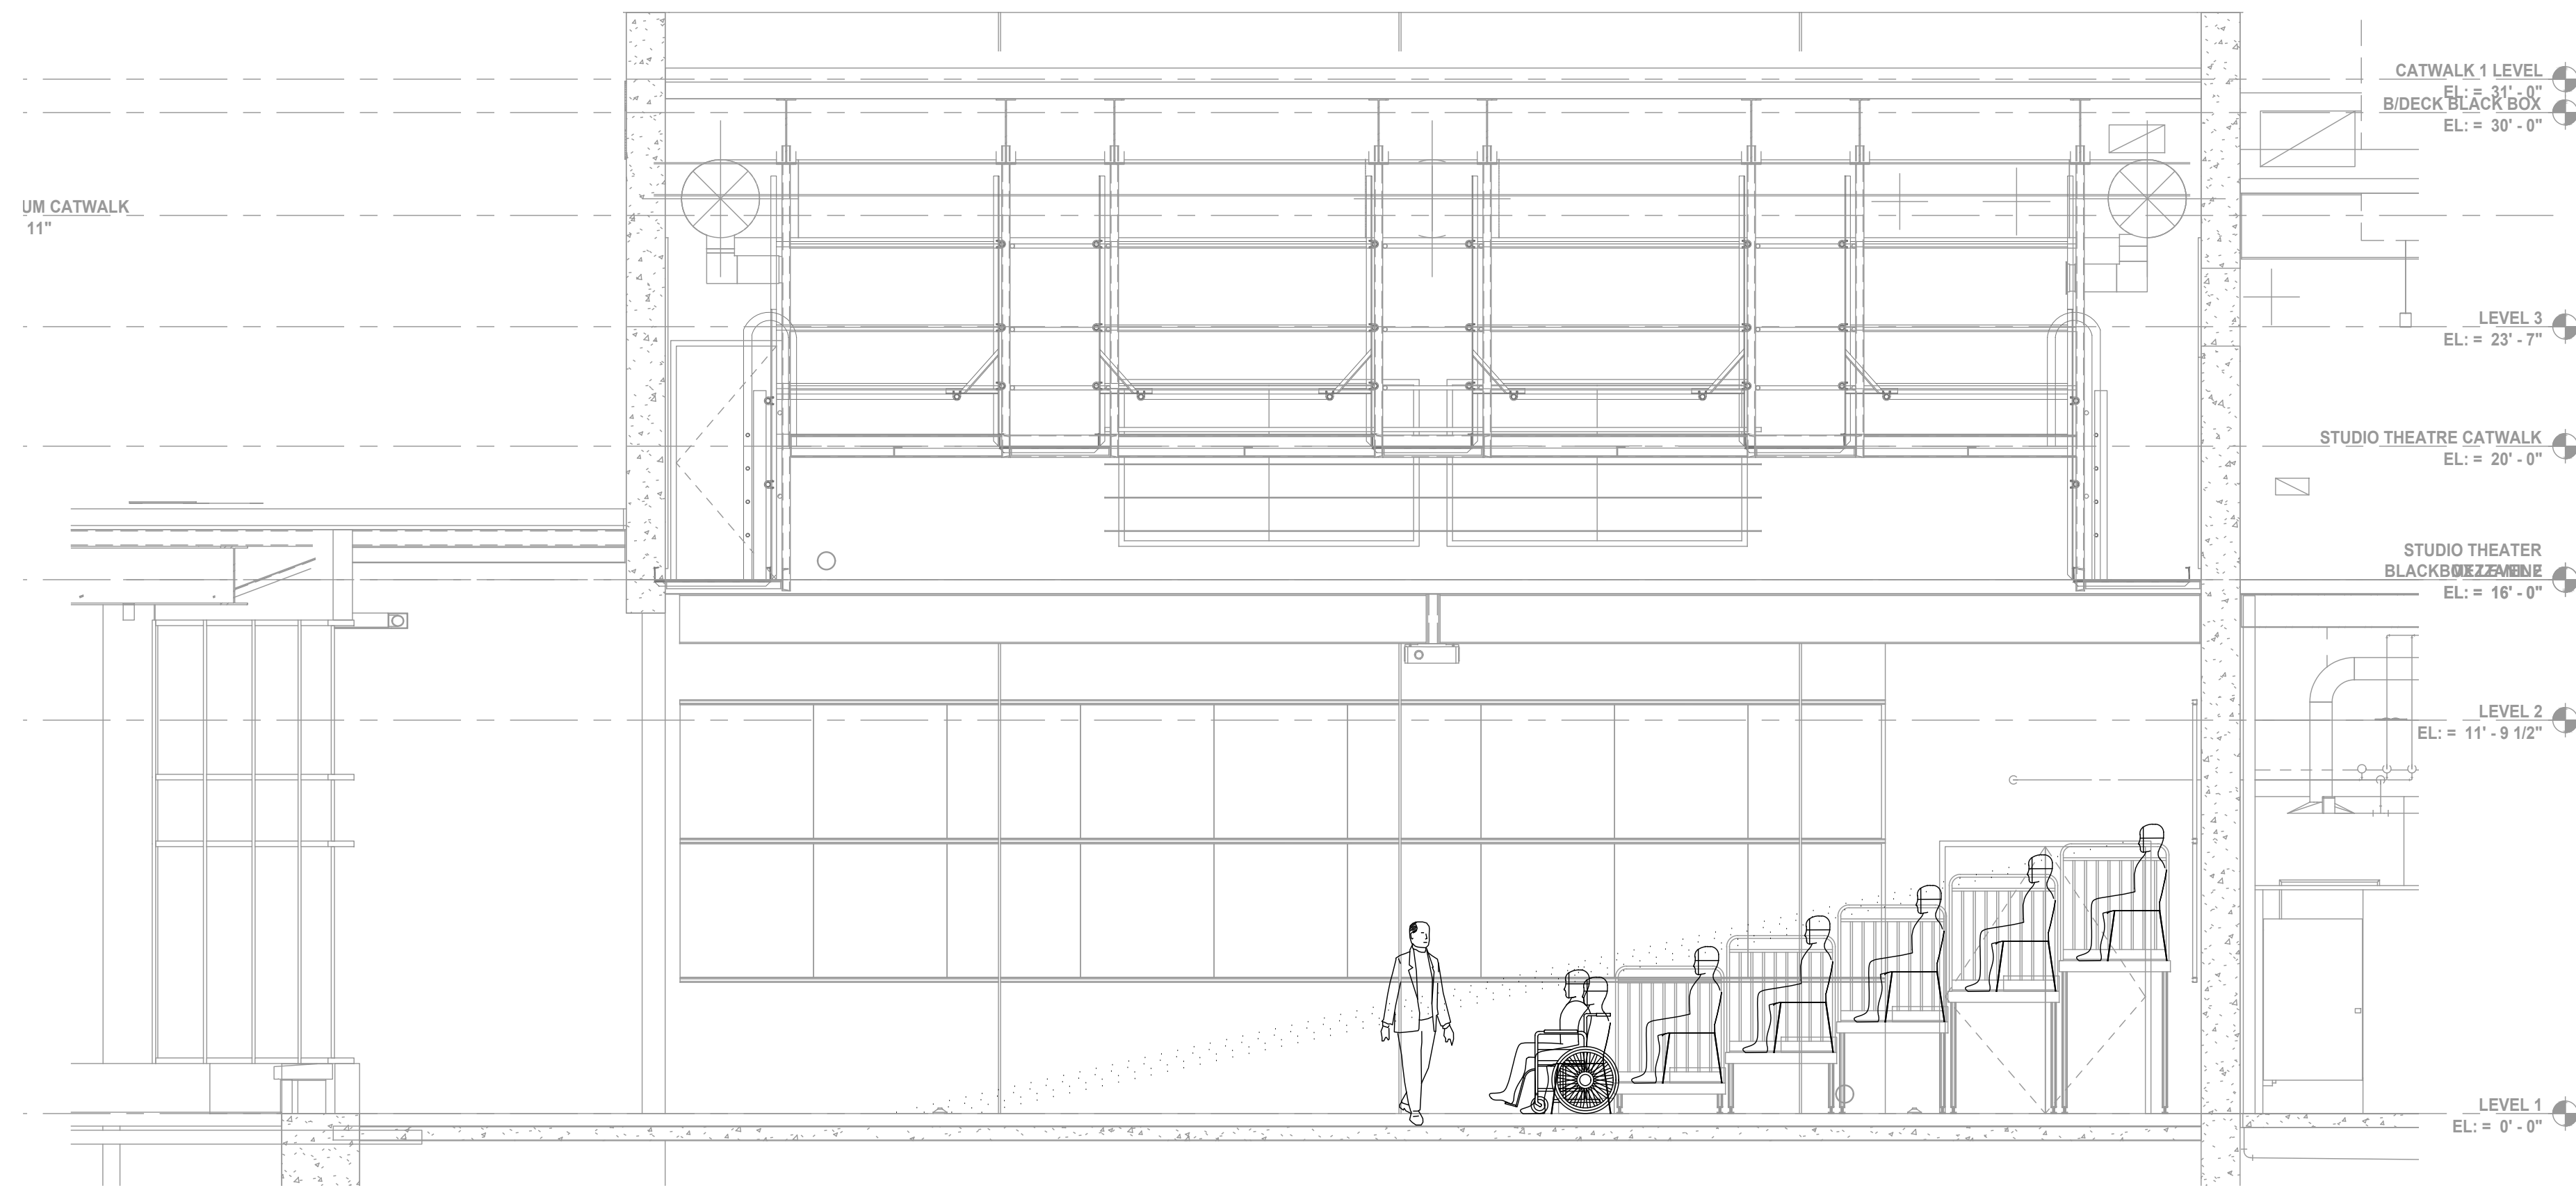 CATWALK 1 LEVEL
EL: = 31' - 0"
B/DECK BLACK BOX
EL: = 30' - 0"
UM CATWALK
11"
LEVEL 3
EL: = 23' - 7"
STUDIO THEATRE CATWALK
EL: = 20' - 0"
STUDIO THEATER
EL: = 16' - 0"
LEVEL 2
EL: = 11' - 9 1/2"
LEVEL 1
EL: = 0' - 0"